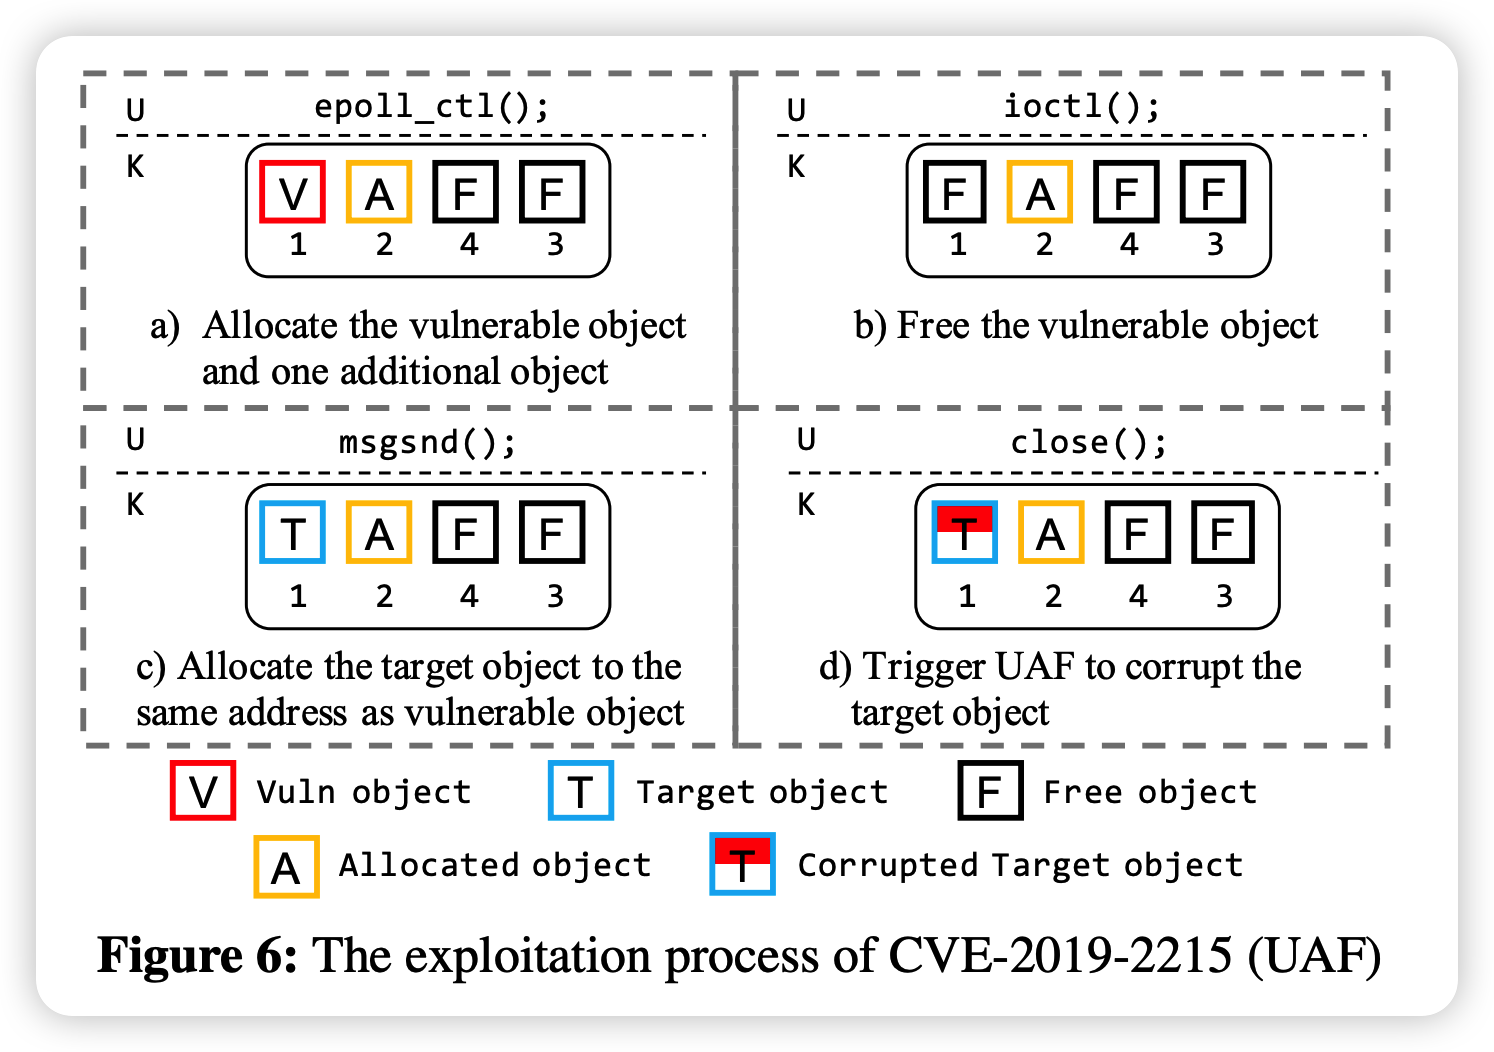 U epoll_ctl();
K
V A F F
1 2 4 3
a) Allocate the vulnerable object
and one additional object
U ioctl();
K
F A F F
1 2 4 3
b) Free the vulnerable object
U msgsnd();
K
T A F F
1 2 4 3
c) Allocate the target object to the
same address as vulnerable object
U close();
K
T A F F
1 2 4 3
d) Trigger UAF to corrupt the
target object
V Vuln object T Target object F Free object
A Allocated object T Corrupted Target object
Figure 6: The exploitation process of CVE-2019-2215 (UAF)